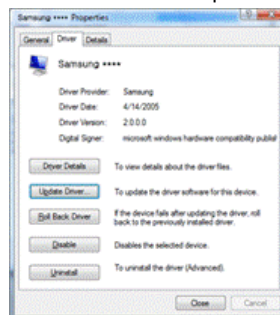 Samsung **** Properties
General Driver Details
Samsung ****
Driver Provider: Samsung
Driver Date: 4/14/2005
Driver Version: 2.0.0.0
Digital Signer: microsoft windows hardware compatibility publisl
Driver Details To view details about the driver files.
Update Driver... To update the driver software for this device.
Roll Back Driver If the device fails after updating the driver, roll
back to the previously installed driver.
Disable Disables the selected device.
Uninstall To uninstall the driver (Advanced).
Close Cancel